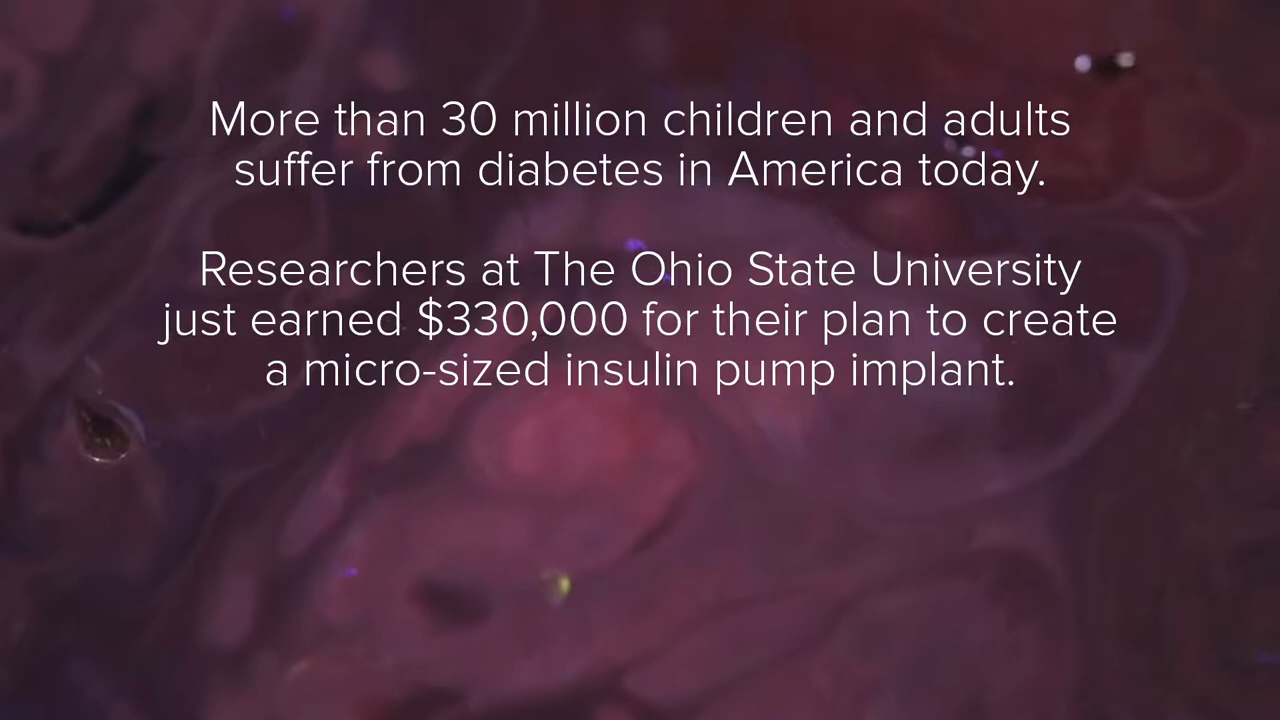 More than 30 million children and adults
suffer from diabetes in America today.
Researchers at The Ohio State University
just earned $330,000 for their plan to create
a micro-sized insulin pump implant.